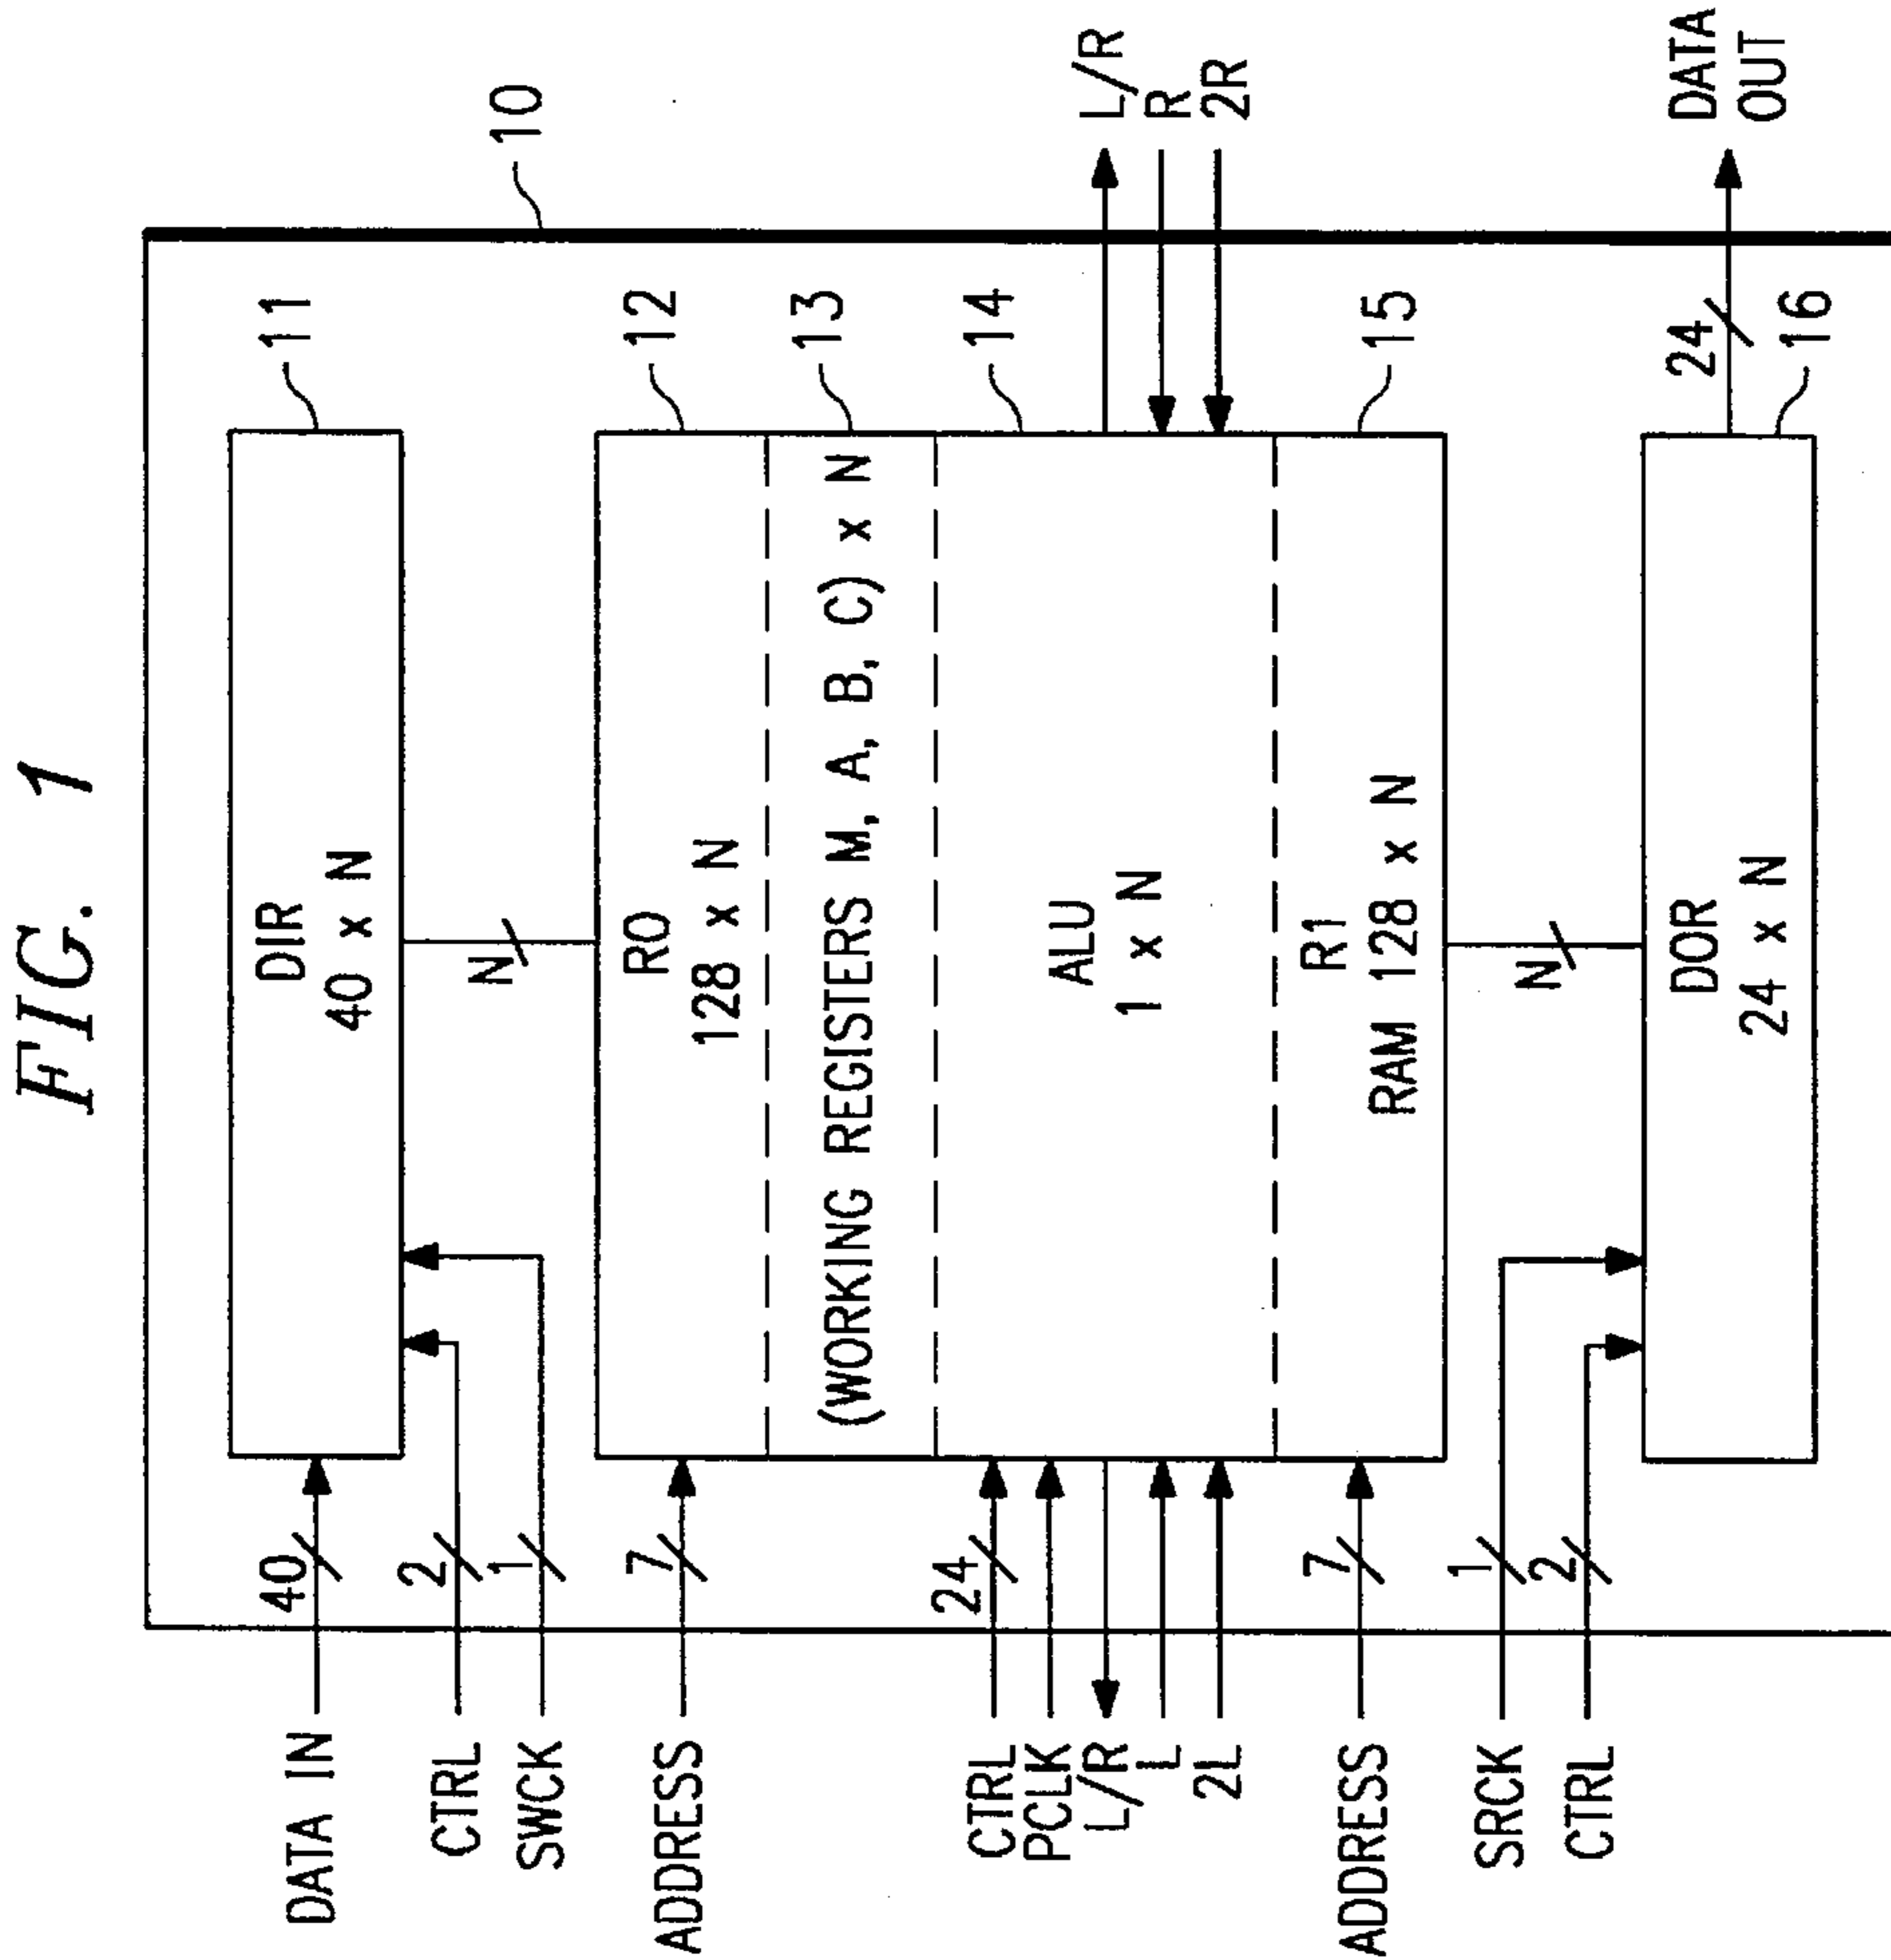 FIG. 1
10
DATA IN
40
DIR
40 x N
11
CTRL
2
SWCK
1
N
ADDRESS
7
RO
128 x N
12
(WORKING REGISTERS M, A, B, C) x N
13
CTRL
24
PCLK
L/R
L
2L
ALU
1 x N
14
L/R
R
2R
ADDRESS
7
R1
RAM 128 x N
15
N
SRCK
1
CTRL
2
DOR
24 x N
24
DATA
OUT
16